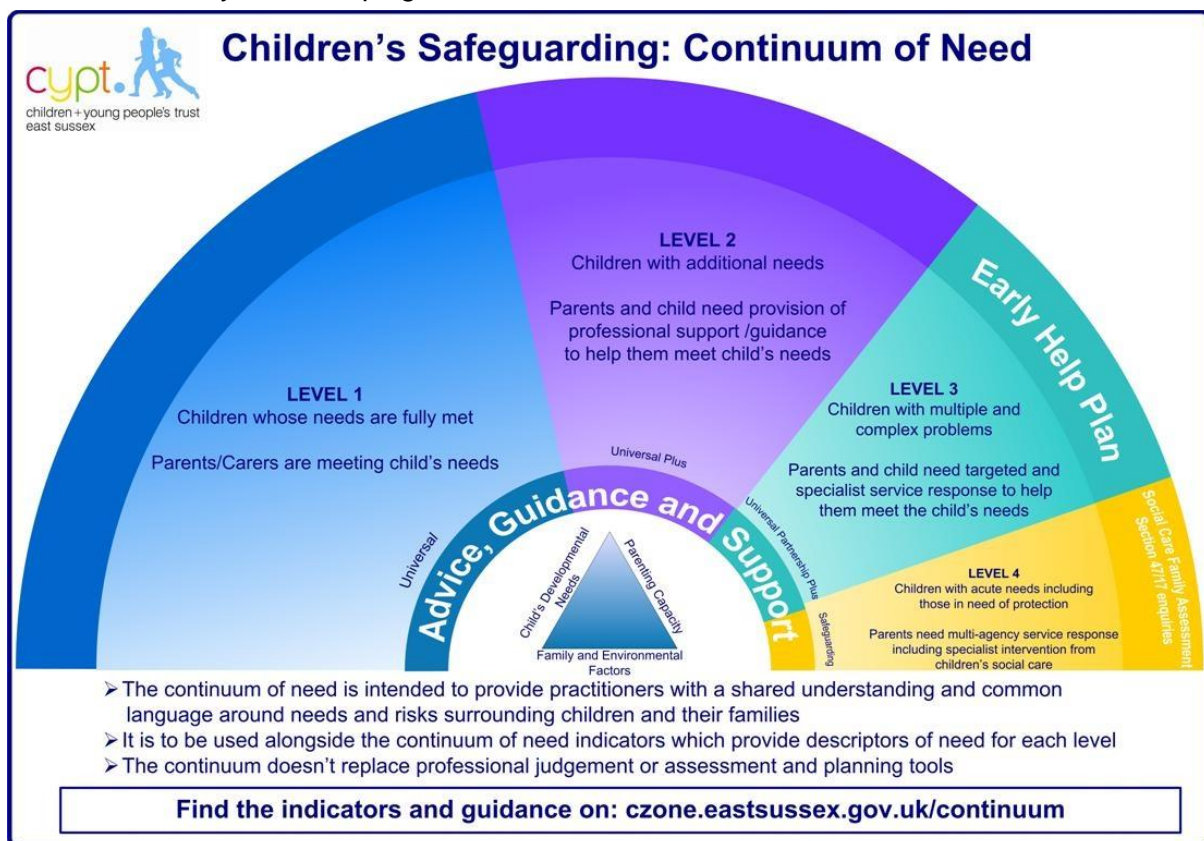 cypt.
children+young people's trust
east sussex
Children's Safeguarding: Continuum of Need
LEVEL 1
Children whose needs are fully met
Parents/Carers are meeting child's needs
LEVEL 2
Children with additional needs
Parents and child need provision of
professional support /guidance
to help them meet child's needs
LEVEL 3
Children with multiple and
complex problems
Parents and child need targeted and
specialist service response to help
them meet the child's needs
Early Help Plan
LEVEL 4
Children with acute needs including
those in need of protection
Parents need multi-agency service response
including specialist intervention from
children's social care
Social Care Family Assessment
Section 47/17 enquiries
Universal
Universal Plus
Universal Partnership Plus
Safeguarding
Advice, Guidance and Support
Child's Developmental
Needs
Parenting Capacity
Family and Environmental
Factors
➢ The continuum of need is intended to provide practitioners with a shared understanding and common
language around needs and risks surrounding children and their families
➢ It is to be used alongside the continuum of need indicators which provide descriptors of need for each level
➢ The continuum doesn't replace professional judgement or assessment and planning tools
Find the indicators and guidance on: czone.eastsussex.gov.uk/continuum